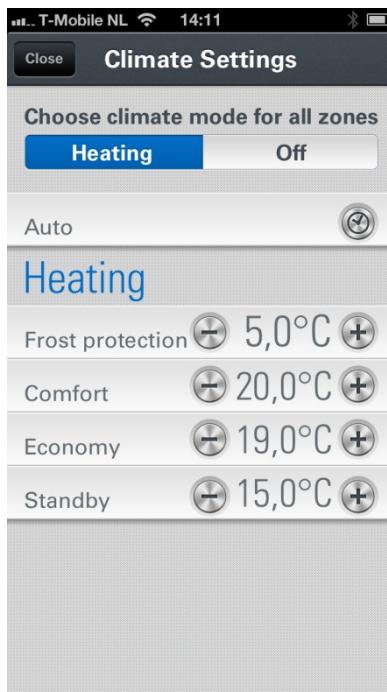 T-Mobile NL 14:11
Close Climate Settings
Choose climate mode for all zones
Heating Off
Auto
Heating
Frost protection 5,0°C
Comfort 20,0°C
Economy 19,0°C
Standby 15,0°C